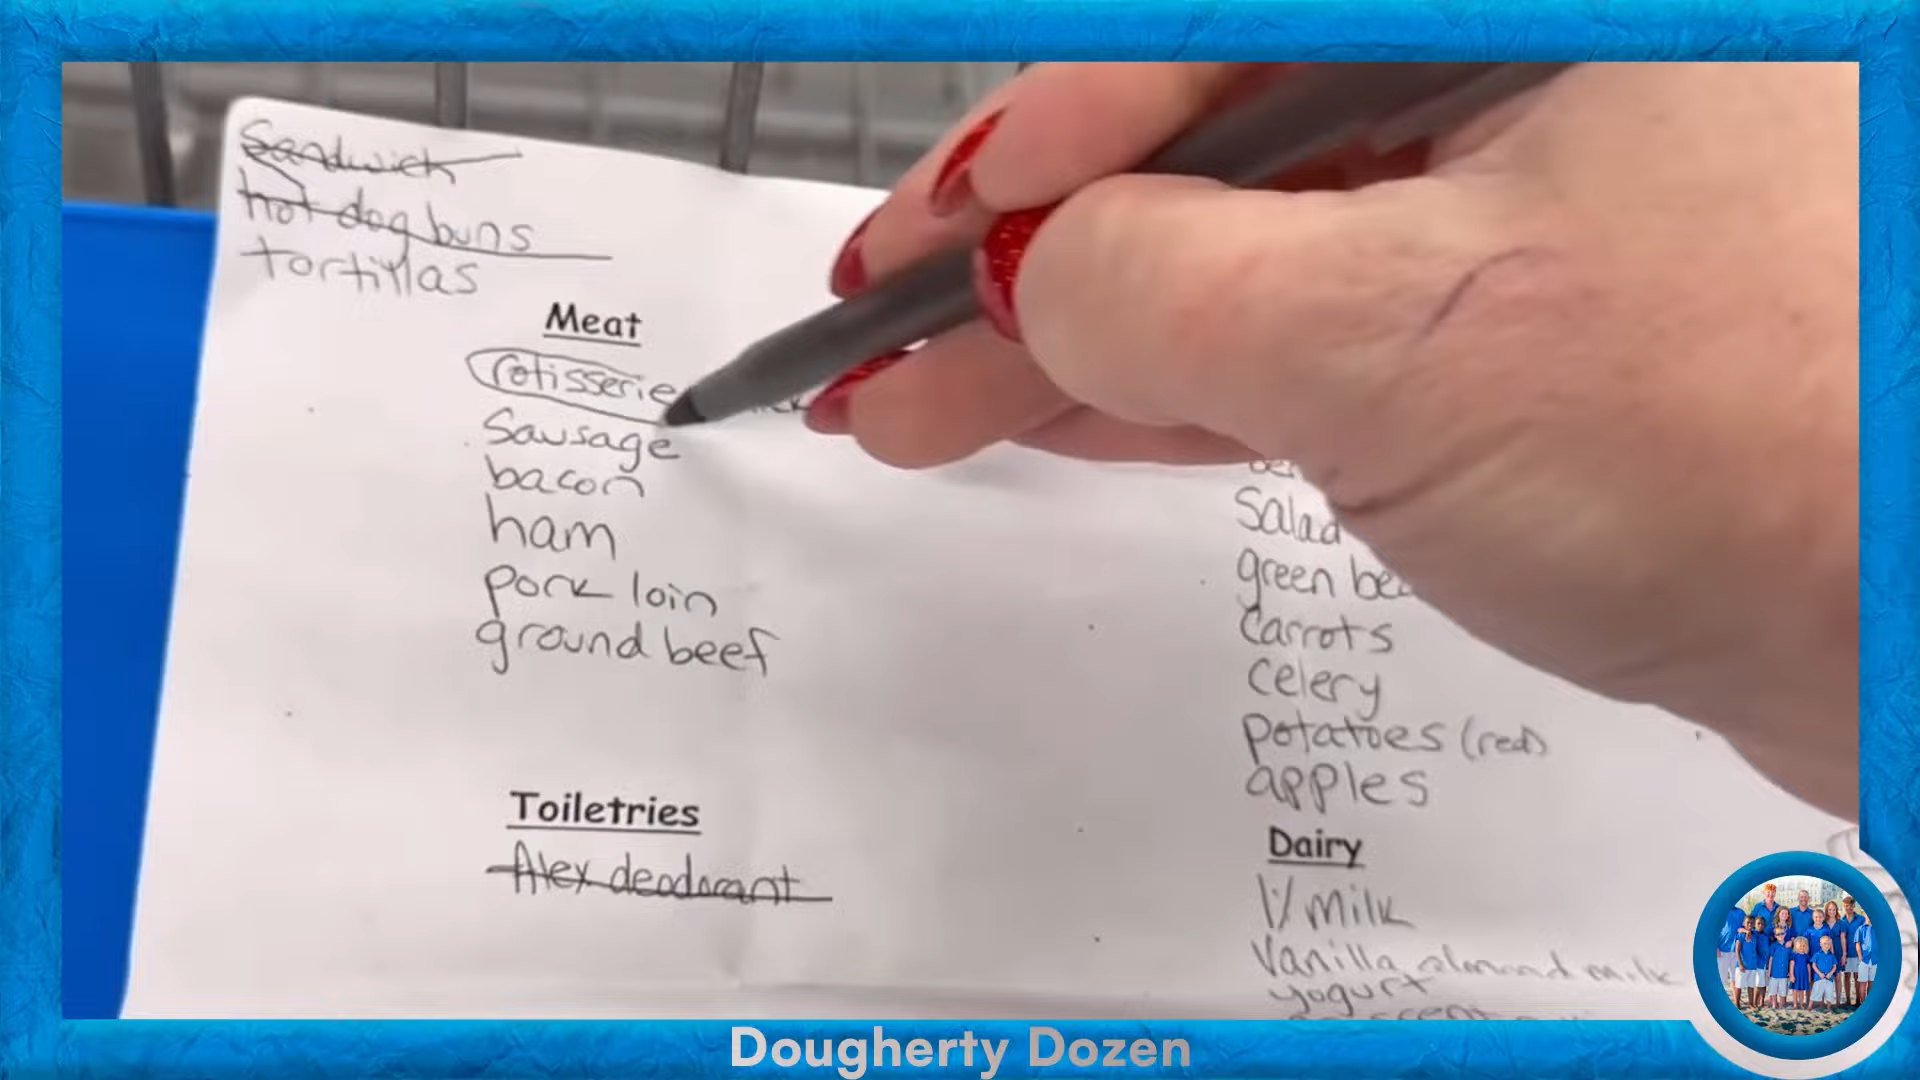 Sandwich
hot dog buns
tortillas
Meat
rotisserie
Sausage
bacon
ham
pork loin
ground beef
Toiletries
Alex deodorant
Salad
green
Carrots
Celery
potatoes (red)
apples
Dairy
1% Milk
Vanilla almond milk
yogurt
Dougherty Dozen